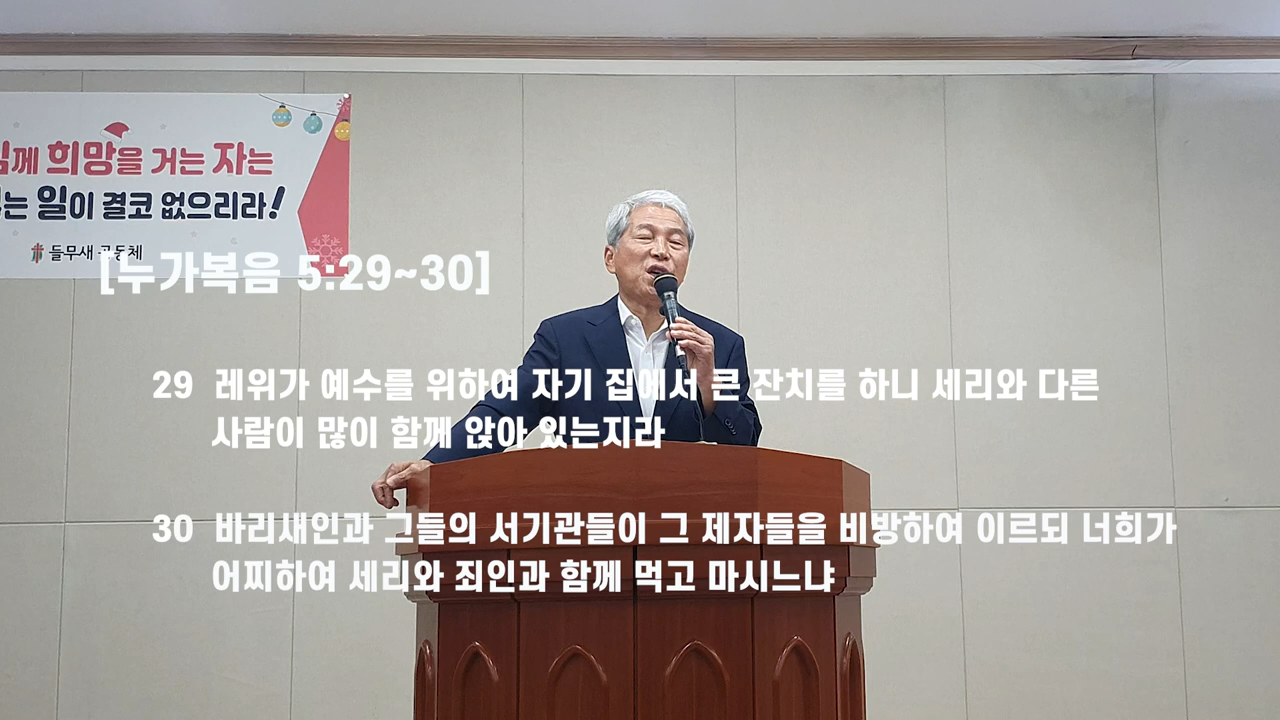 께 희망을 거는 자는
는 일이 결코 없으리라!
들무새 공동체
[누가복음 5:29~30]
29 레위가 예수를 위하여 자기 집에서 큰 잔치를 하니 세리와 다른
사람이 많이 함께 앉아 있는지라
30 바리새인과 그들의 서기관들이 그 제자들을 비방하여 이르되 너희가
어찌하여 세리와 죄인과 함께 먹고 마시느냐